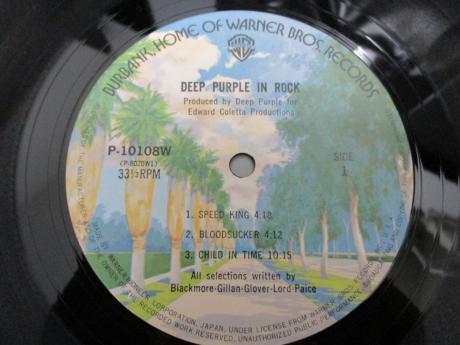 BURBANK, HOME OF WARNER BROS. RECORDS
DEEP PURPLE IN ROCK
Produced by Deep Purple for
Edward Coletta Productions
P-10108W
(P-8020W1)
33⅓RPM
SIDE
1
1. SPEED KING 4:18
2. BLOODSUCKER 4:12
3. CHILD IN TIME 10:15
All selections written by
Blackmore-Gillan-Glover-Lord-Paice
CORPORATION, JAPAN, UNDER LICENSE FROM WARNER
OF THE RECORDED WORK RESERVED. UNAUTHORIZED PUBLIC PERFORMANCE,